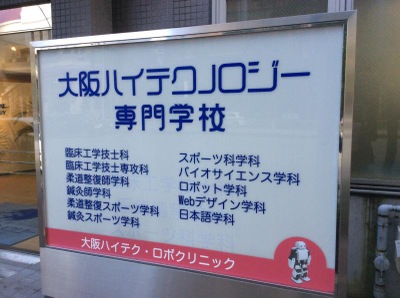 大阪ハイテクノロジー
専門学校
臨床工学技士科
臨床工学技士専攻科
柔道整復師学科
鍼灸師学科
柔道整復スポーツ学科
鍼灸スポーツ学科
スポーツ科学科
バイオサイエンス学科
ロボット学科
Webデザイン学科
日本語学科
大阪ハイテク・ロボクリニック